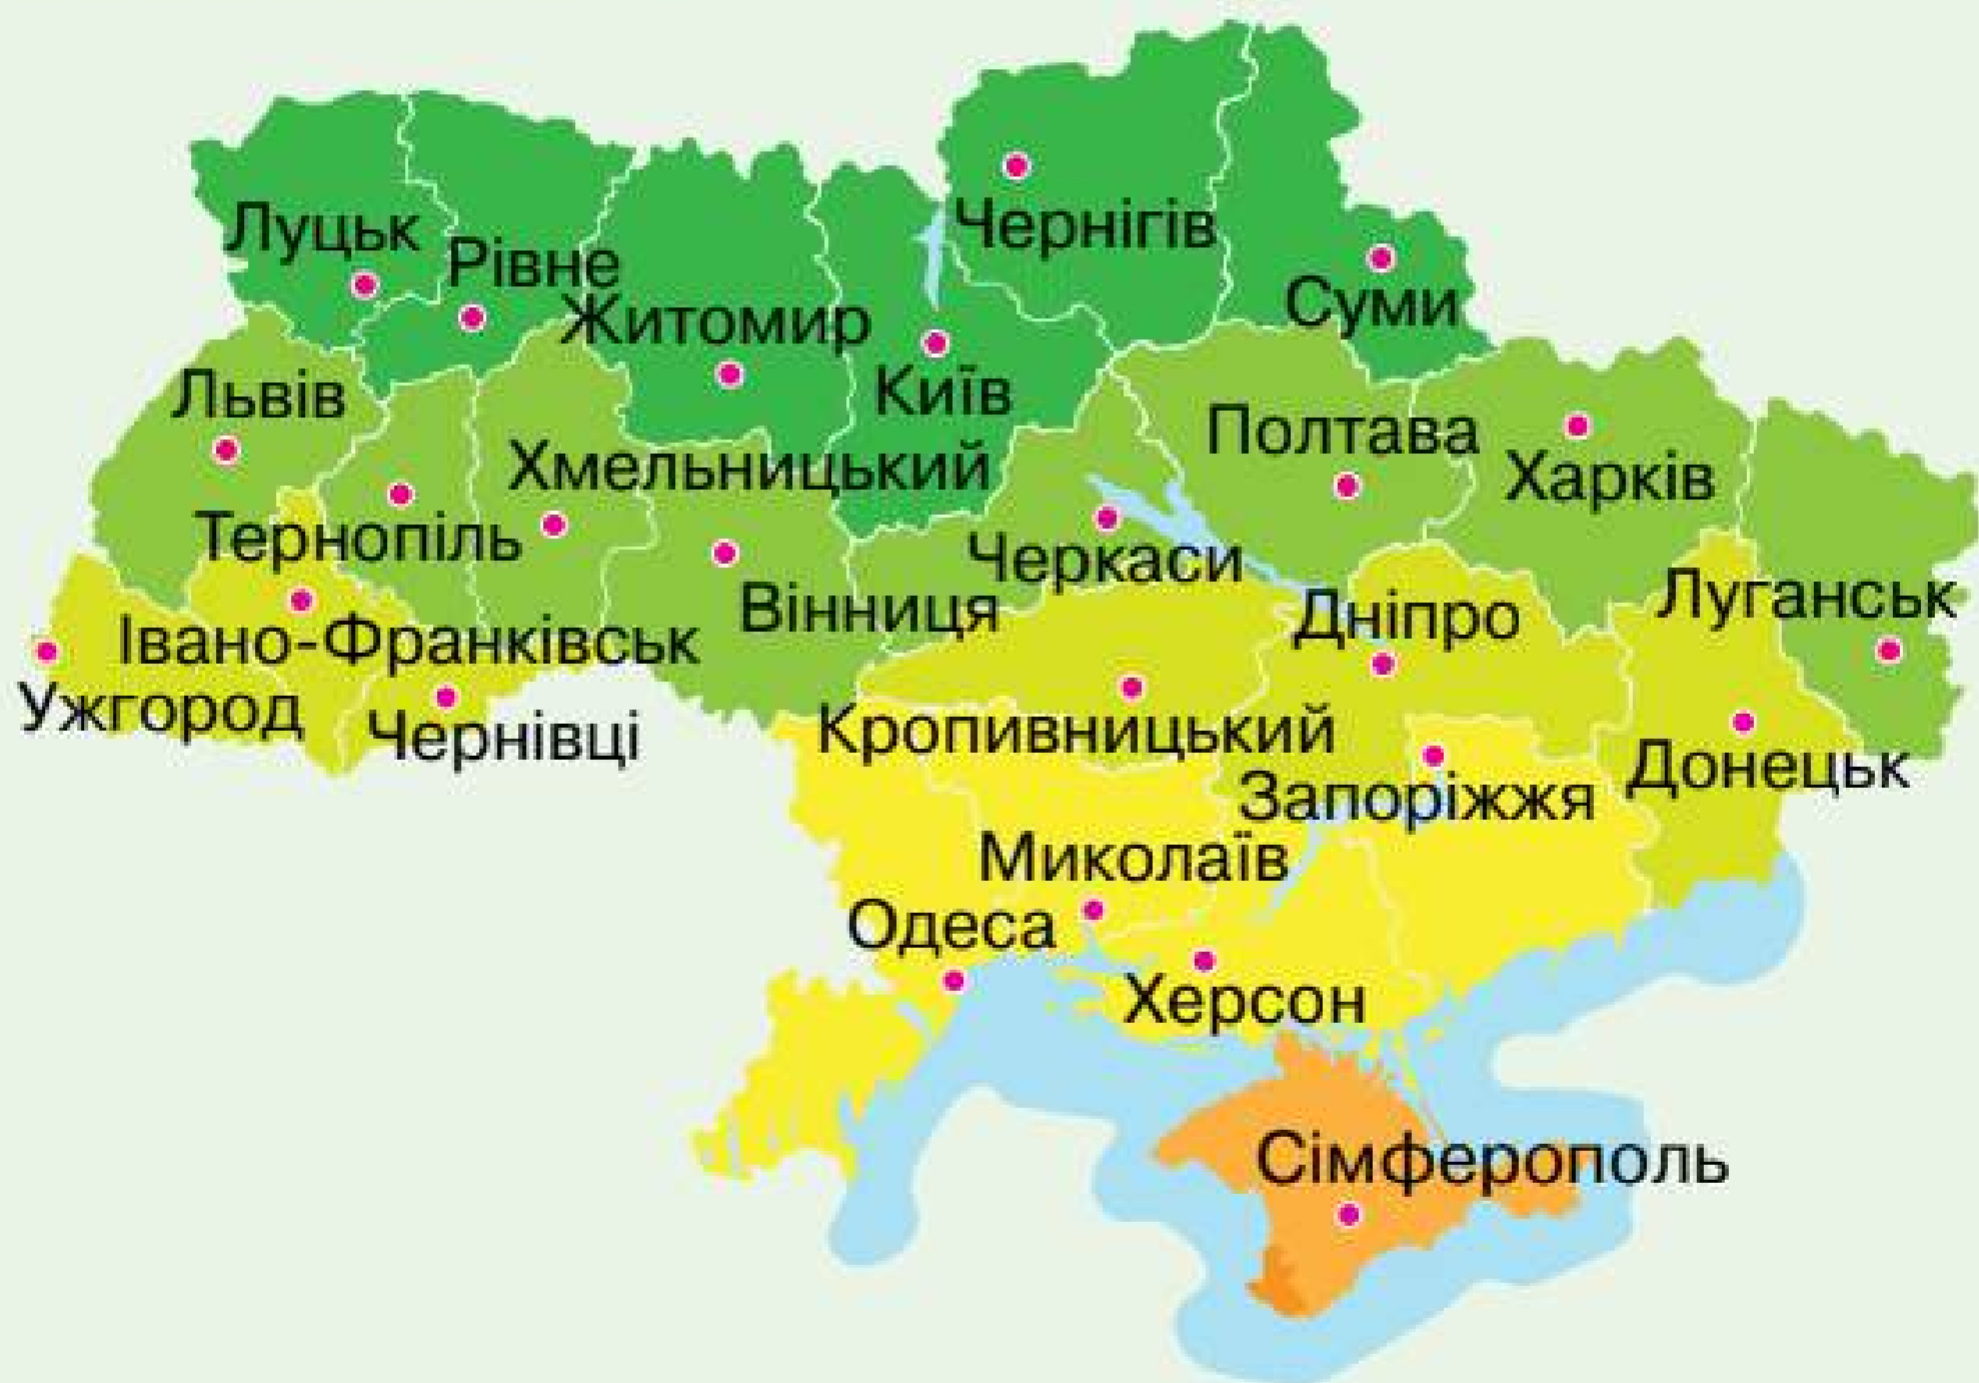 Чернігів
Луцьк
Рівне
Суми
Житомир
Львів
Київ
Полтава
Хмельницький
Харків
Тернопіль
Черкаси
Вінниця
Луганськ
Дніпро
Івано-Франківськ
Ужгород
Чернівці
Кропивницький
Донецьк
Запоріжжя
Миколаїв
Одеса
Херсон
Сімферополь